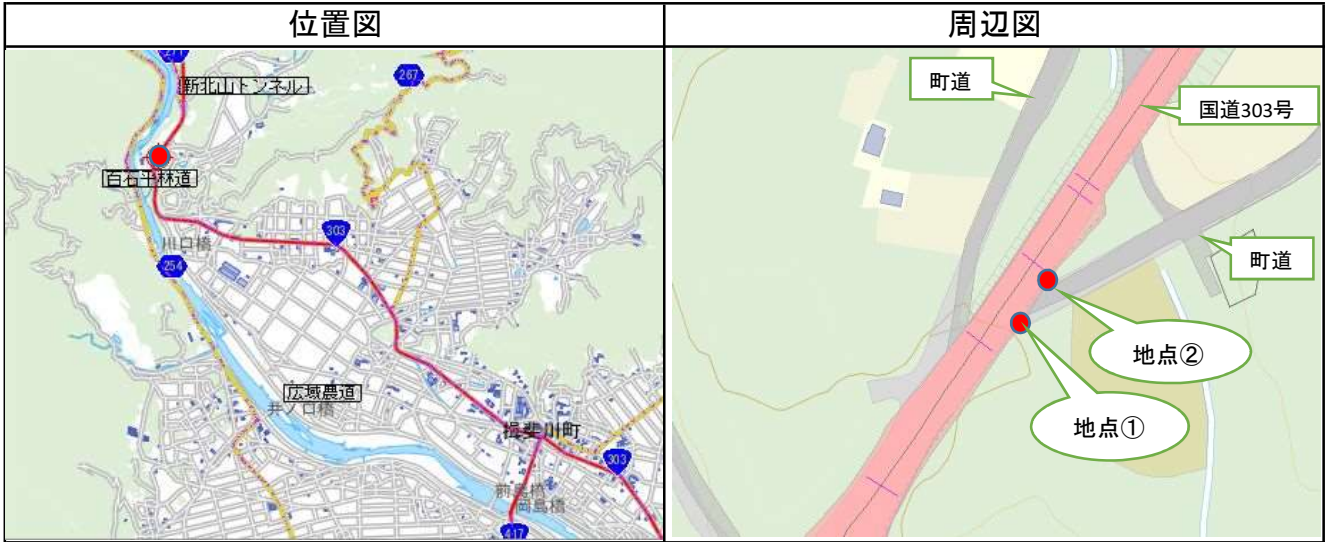 位置図
周辺図
新北山トンネル
267
百石平林道
303
川口橋
254
広域農道
井ノ口橋
揖斐川町
303
前島橋
岡島橋
417
町道
国道303号
町道
地点②
地点①